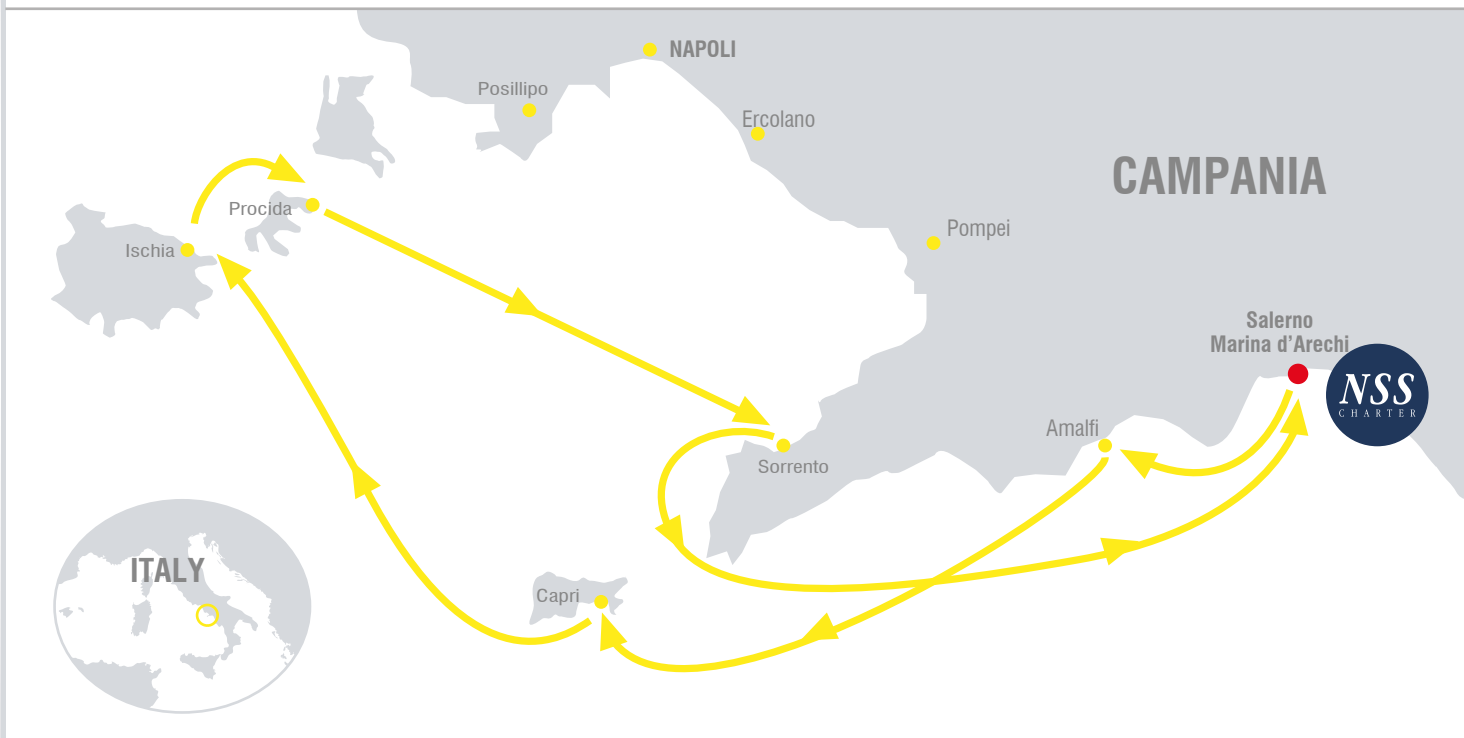 NAPOLI
Posillipo
Ercolano
CAMPANIA
Procida
Pompei
Ischia
Salerno
Marina d'Arechi
NSS
CHARTER
Amalfi
Sorrento
ITALY
Capri